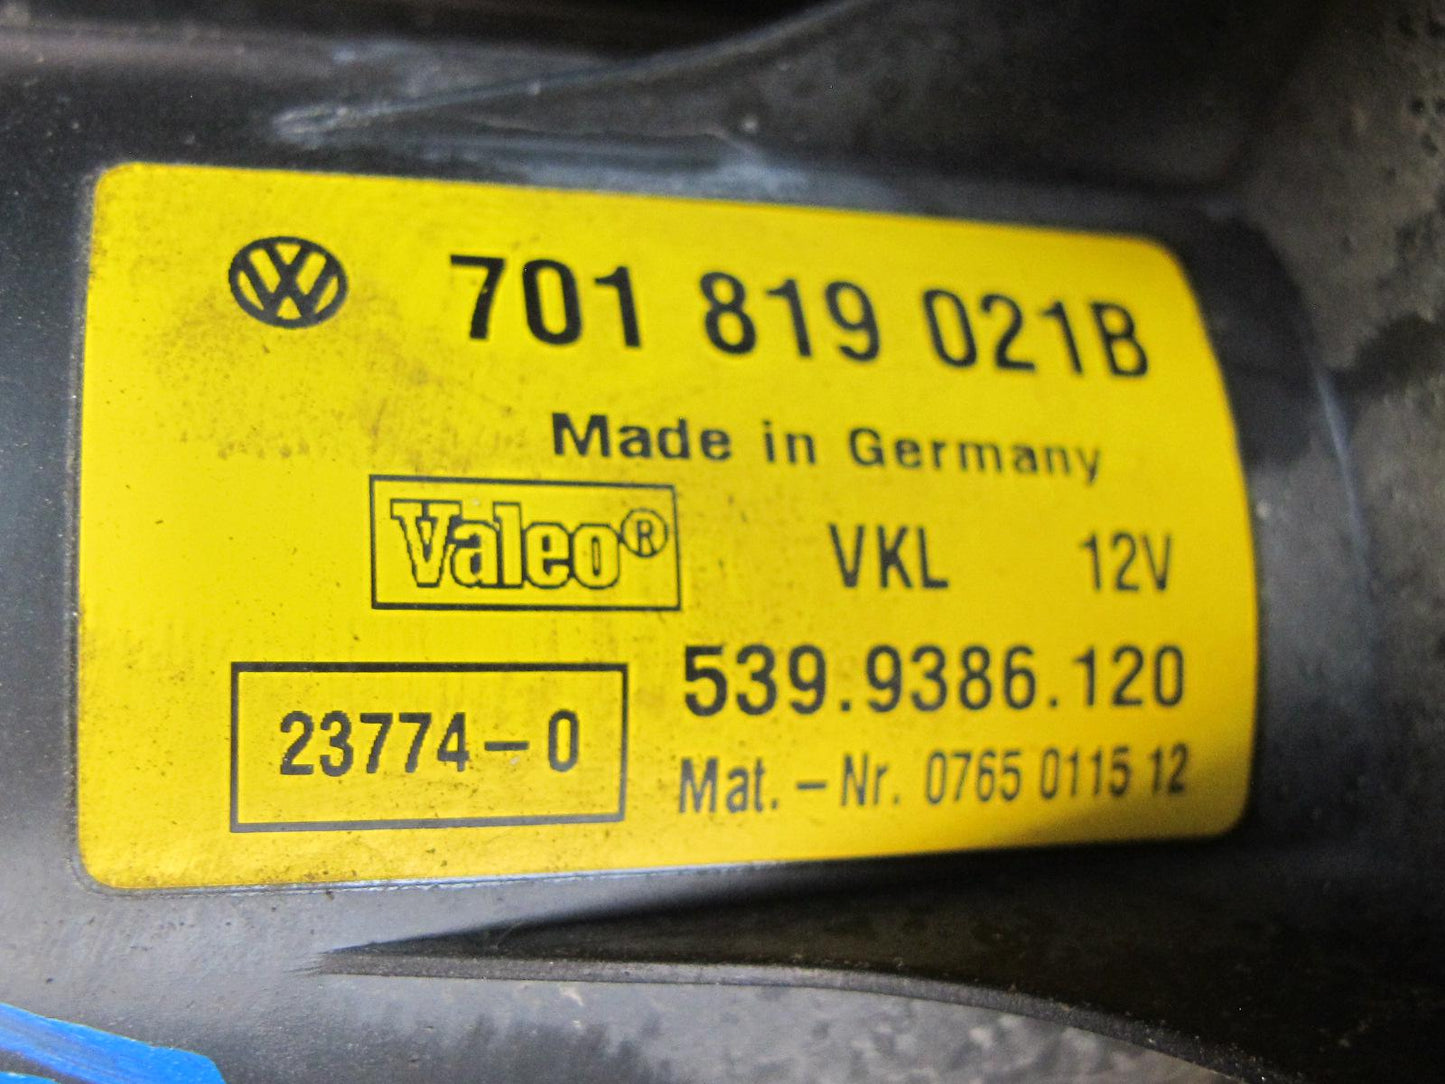 701 819 021B
Made in Germany
Valeo® VKL 12V
539.9386.120
23774-0
Mat.-Nr. 0765 0115 12